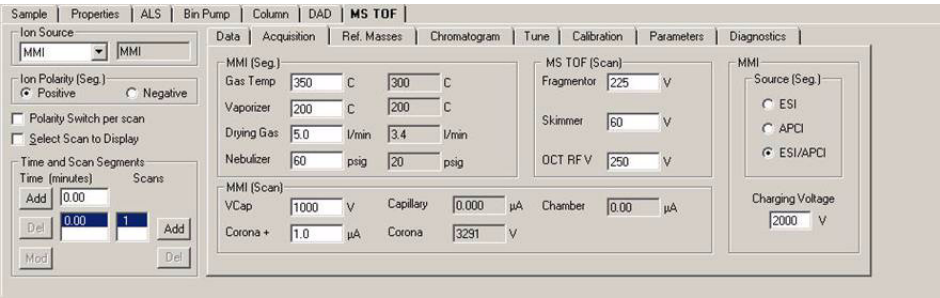 Sample Properties ALS Bin Pump Column DAD MS TOF
Ion Source
MMI MMI
Ion Polarity (Seg.)
Positive Negative
Polarity Switch per scan
Select Scan to Display
Time and Scan Segments
Time (minutes) Scans
Add 0.00
Del 0.00 1 Add
Mod Del
Data Acquisition Ref. Masses Chromatogram Tune Calibration Parameters Diagnostics
MMI (Seg.)
Gas Temp 350 C 300 C
Vaporizer 200 C 200 C
Drying Gas 5.0 l/min 3.4 l/min
Nebulizer 60 psig 20 psig
MS TOF (Scan)
Fragmentor 225 V
Skimmer 60 V
OCT RF V 250 V
MMI (Scan)
VCap 1000 V Capillary 0.000 µA Chamber 0.00 µA
Corona + 1.0 µA Corona 3291 V
MMI
Source (Seg.)
ESI
APCI
ESI/APCI
Charging Voltage
2000 V